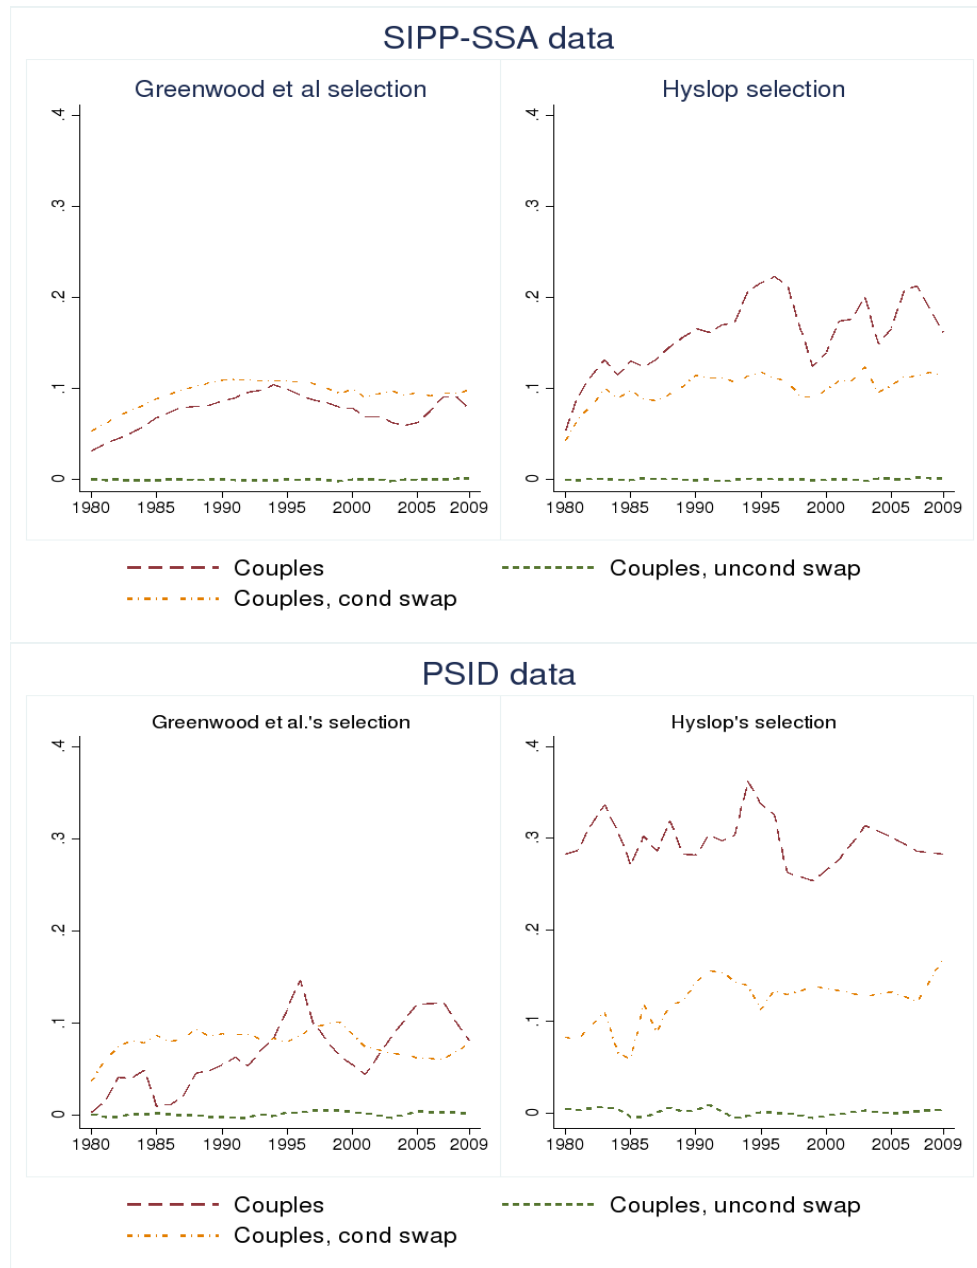 SIPP-SSA data
Greenwood et al selection
Hyslop selection
.4
.3
.2
.1
0
1980 1985 1990 1995 2000 2005 2009
.4
.3
.2
.1
0
1980 1985 1990 1995 2000 2005 2009
Couples
Couples, uncond swap
Couples, cond swap
PSID data
Greenwood et al.'s selection
Hyslop's selection
.4
.3
.2
.1
0
1980 1985 1990 1995 2000 2005 2009
.4
.3
.2
.1
0
1980 1985 1990 1995 2000 2005 2009
Couples
Couples, uncond swap
Couples, cond swap